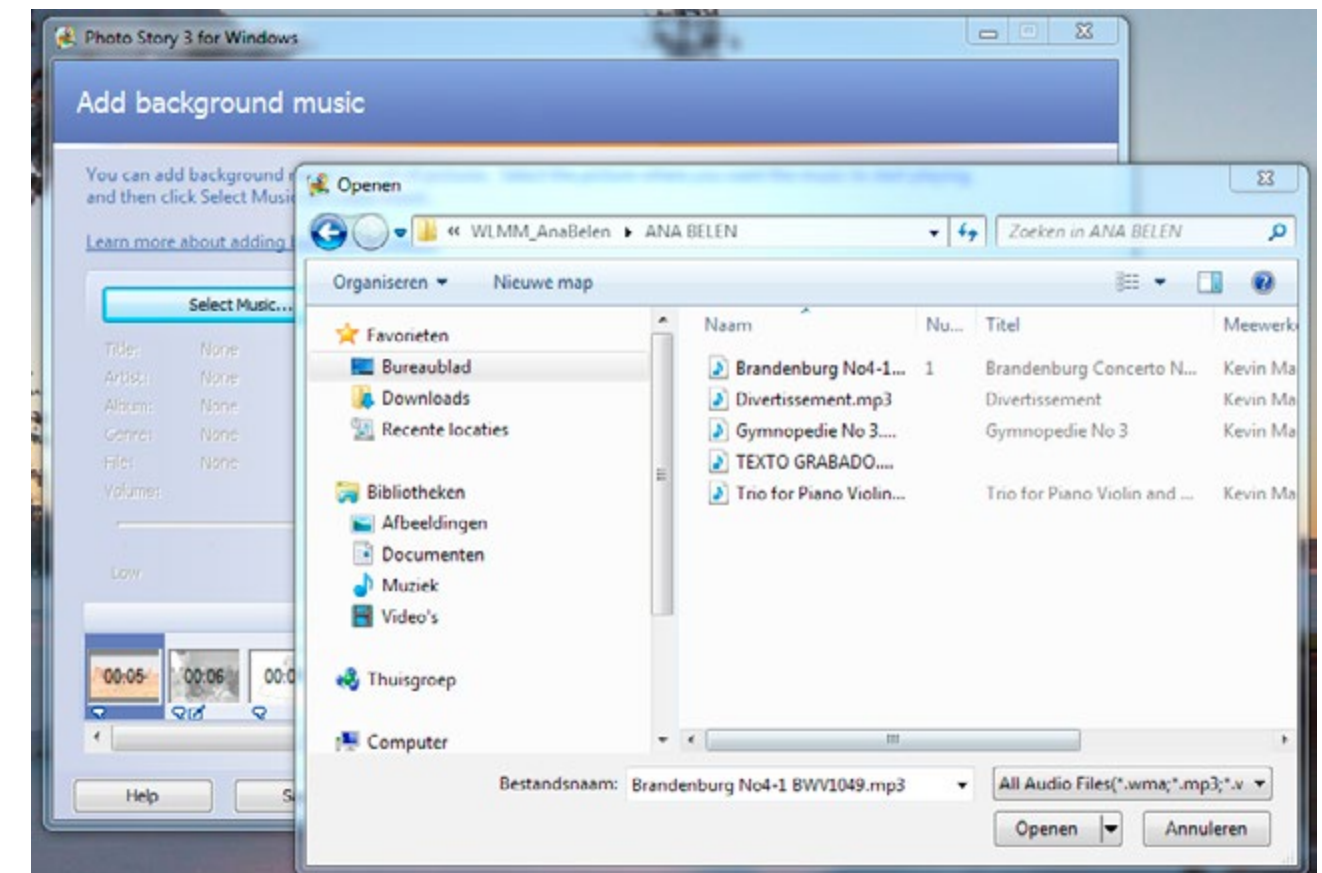 Photo Story 3 for Windows
Add background music
You can add background
and then click Select Music
Learn more about adding
Select Music...
Title: None
Artist: None
Album: None
Genre: None
File: None
Volume:
Low
00:05 00:06 00:0
Help S
Openen
« WLMM_AnaBelen ▸ ANA BELEN
Zoeken in ANA BELEN
Organiseren Nieuwe map
Favorieten
Bureaublad
Downloads
Recente locaties
Bibliotheken
Afbeeldingen
Documenten
Muziek
Video's
Thuisgroep
Computer
Naam Nu... Titel Meewerk
Brandenburg No4-1... 1 Brandenburg Concerto N... Kevin Ma
Divertissement.mp3 Divertissement Kevin Ma
Gymnopedie No 3.... Gymnopedie No 3 Kevin Ma
TEXTO GRABADO....
Trio for Piano Violin... Trio for Piano Violin and ... Kevin Ma
Bestandsnaam: Brandenburg No4-1 BWV1049.mp3
All Audio Files(*.wma;*.mp3;*.v
Openen Annuleren